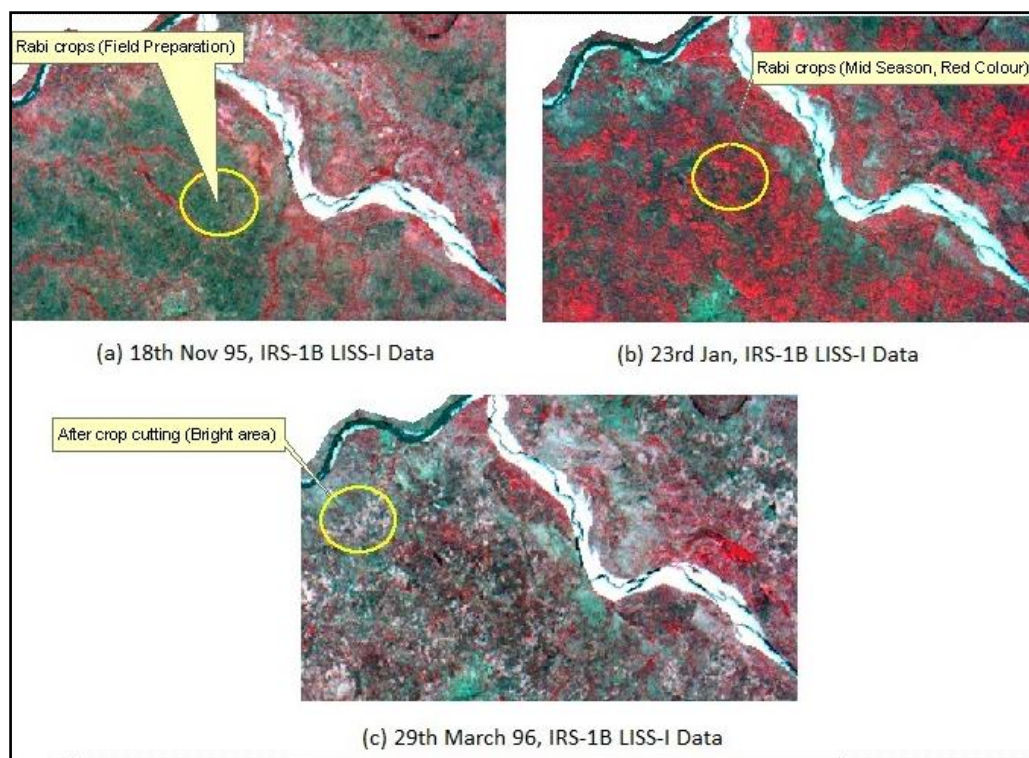 Rabi crops (Field Preparation)
Rabi crops (Mid Season, Red Colour)
(a) 18th Nov 95, IRS-1B LISS-I Data
(b) 23rd Jan, IRS-1B LISS-I Data
After crop cutting (Bright area)
(c) 29th March 96, IRS-1B LISS-I Data